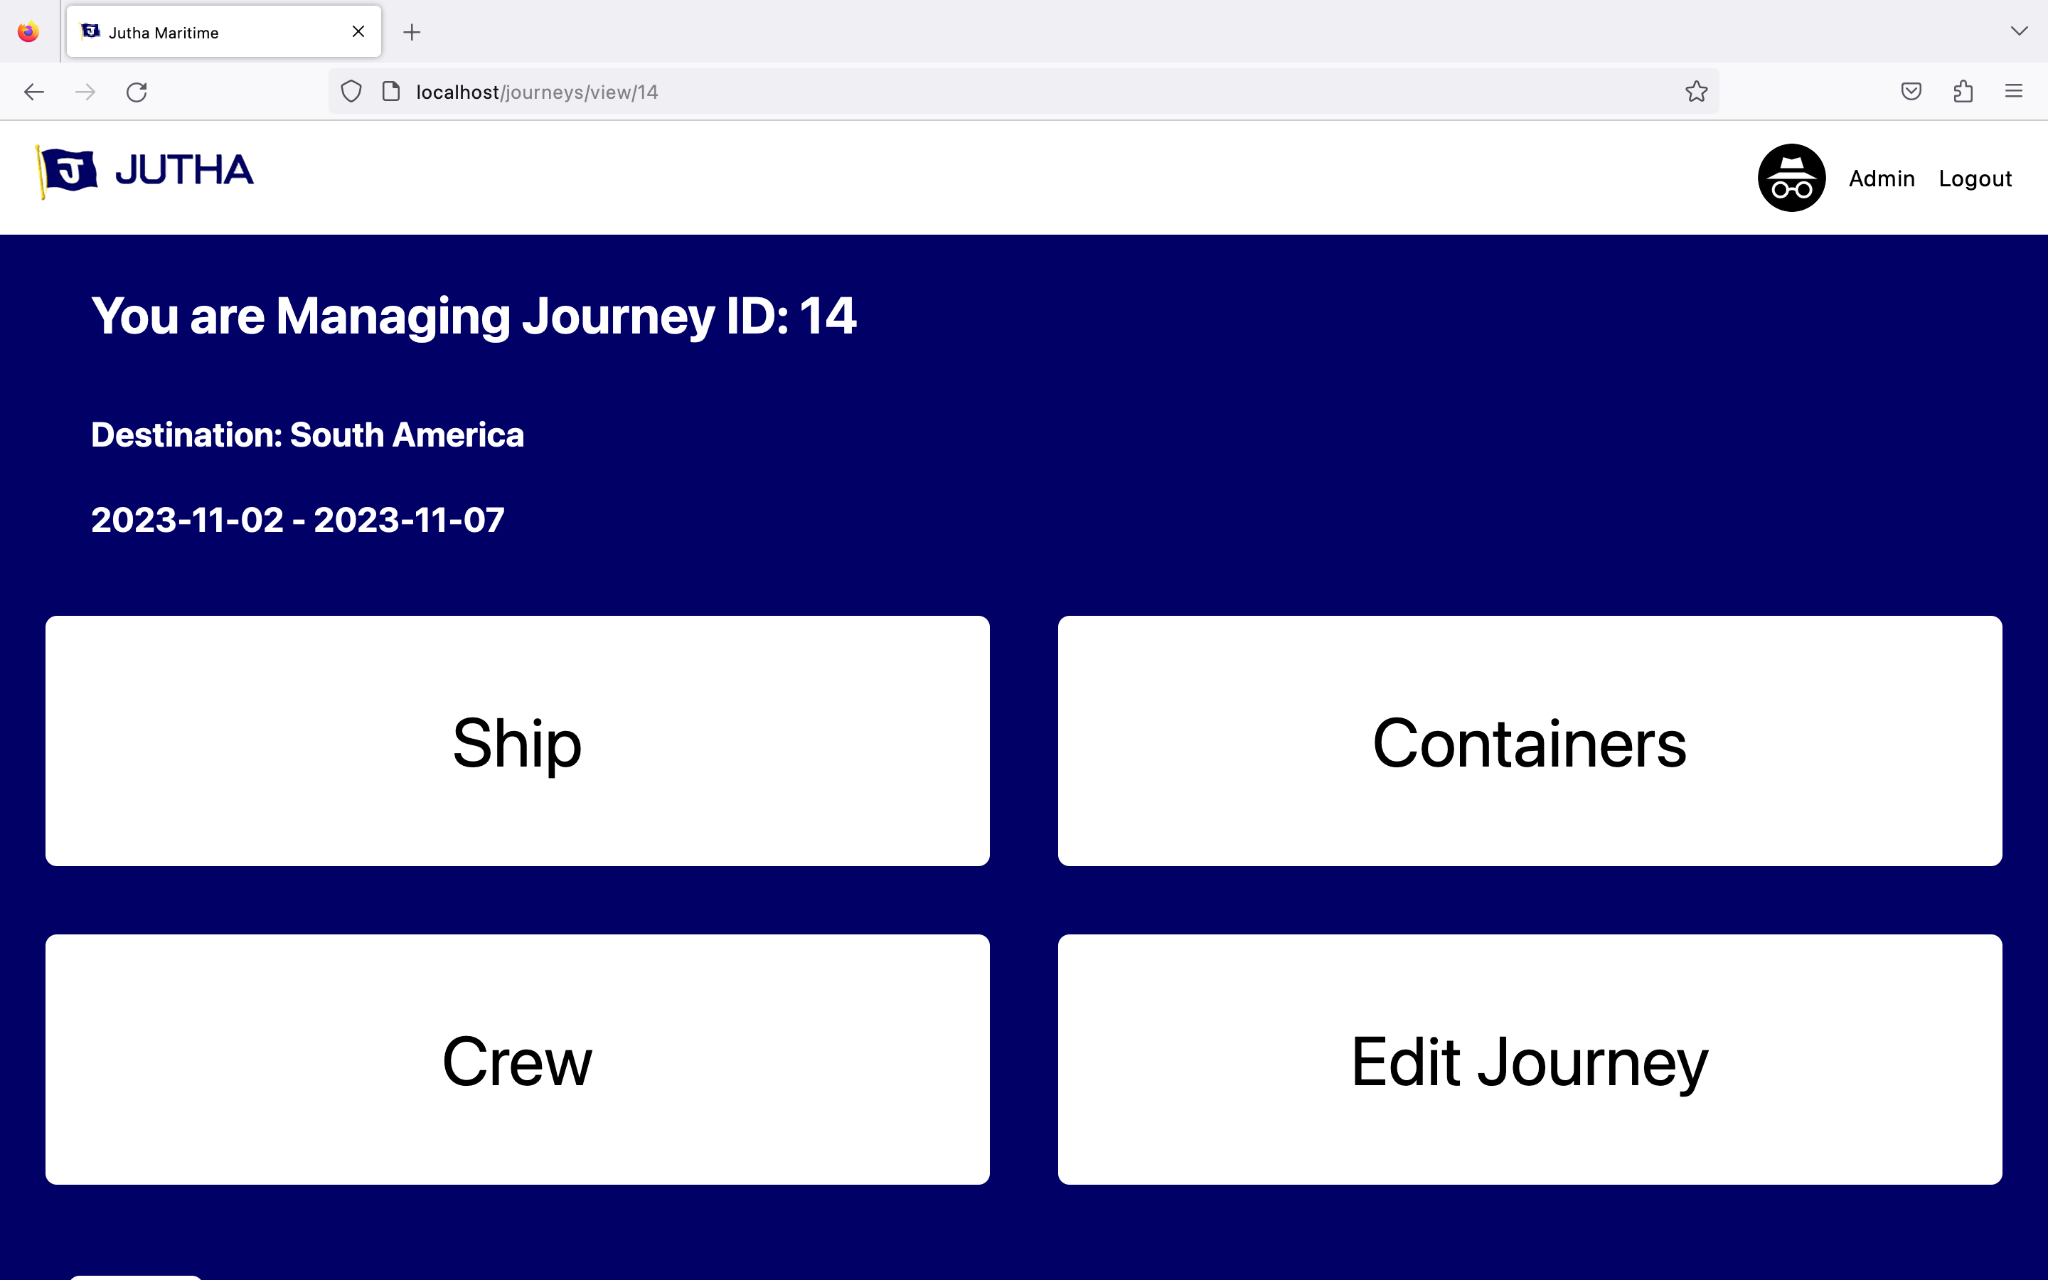 Jutha Maritime
localhost/journeys/view/14
JUTHA
Admin Logout
You are Managing Journey ID: 14
Destination: South America
2023-11-02 - 2023-11-07
Ship
Containers
Crew
Edit Journey